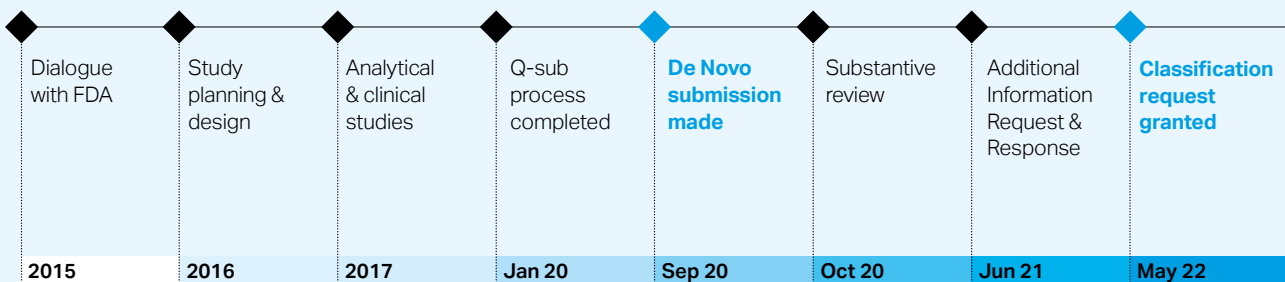 Dialogue
with FDA
Study
planning &
design
Analytical
& clinical
studies
Q-sub
process
completed
De Novo
submission
made
Substantive
review
Additional
Information
Request &
Response
Classification
request
granted
2015
2016
2017
Jan 20
Sep 20
Oct 20
Jun 21
May 22